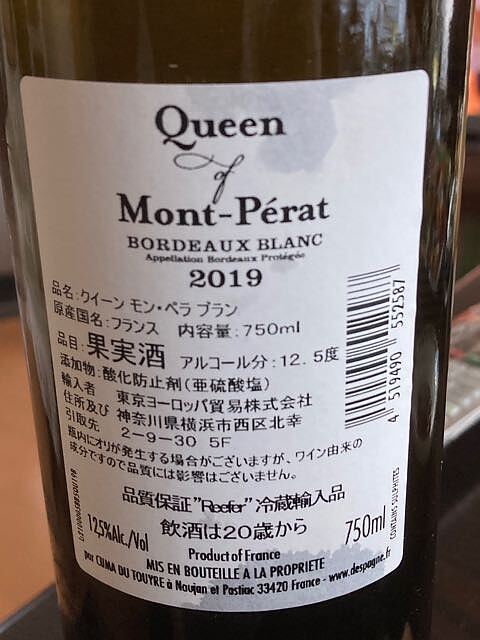 Queen
of
Mont-Pérat
BORDEAUX BLANC
Appellation Bordeaux Protégée
2019
品名:クイーン モン・ペラ ブラン
原産国名:フランス 内容量:750ml
品目:果実酒 アルコール分:12.5度
添加物:酸化防止剤(亜硫酸塩)
輸入者 東京ヨーロッパ貿易株式会社
住所及び 神奈川県横浜市西区北幸
引取先 2-9-30 5F
瓶内にオリが発生する場合がございますが、ワイン由来の
成分ですので品質には影響はございません。
品質保証"Reefer"冷蔵輸入品
飲酒は20歳から
12,5%Alc./Vol
750ml
Product of France
MIS EN BOUTEILLE A LA PROPRIETE
par CUMA DU TOUYRE à Naujan et Postiac 33420 France - www.despagne.fr
CONTAINS SULPHITES
4 519490 552587